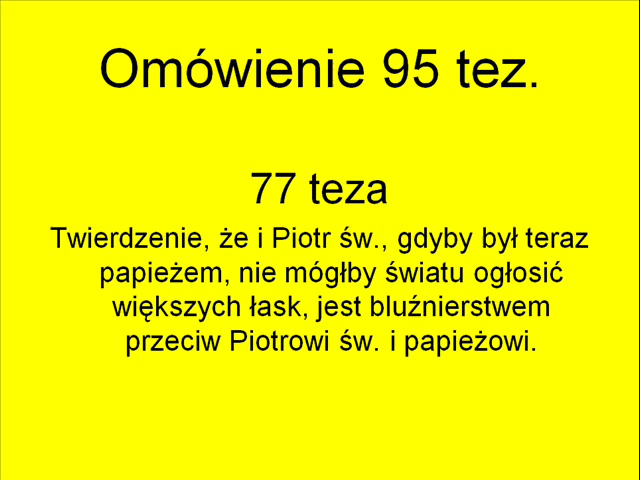 Omówienie 95 tez.
77 teza
Twierdzenie, że i Piotr św., gdyby był teraz
papieżem, nie mógłby światu ogłosić
większych łask, jest bluźnierstwem
przeciw Piotrowi św. i papieżowi.